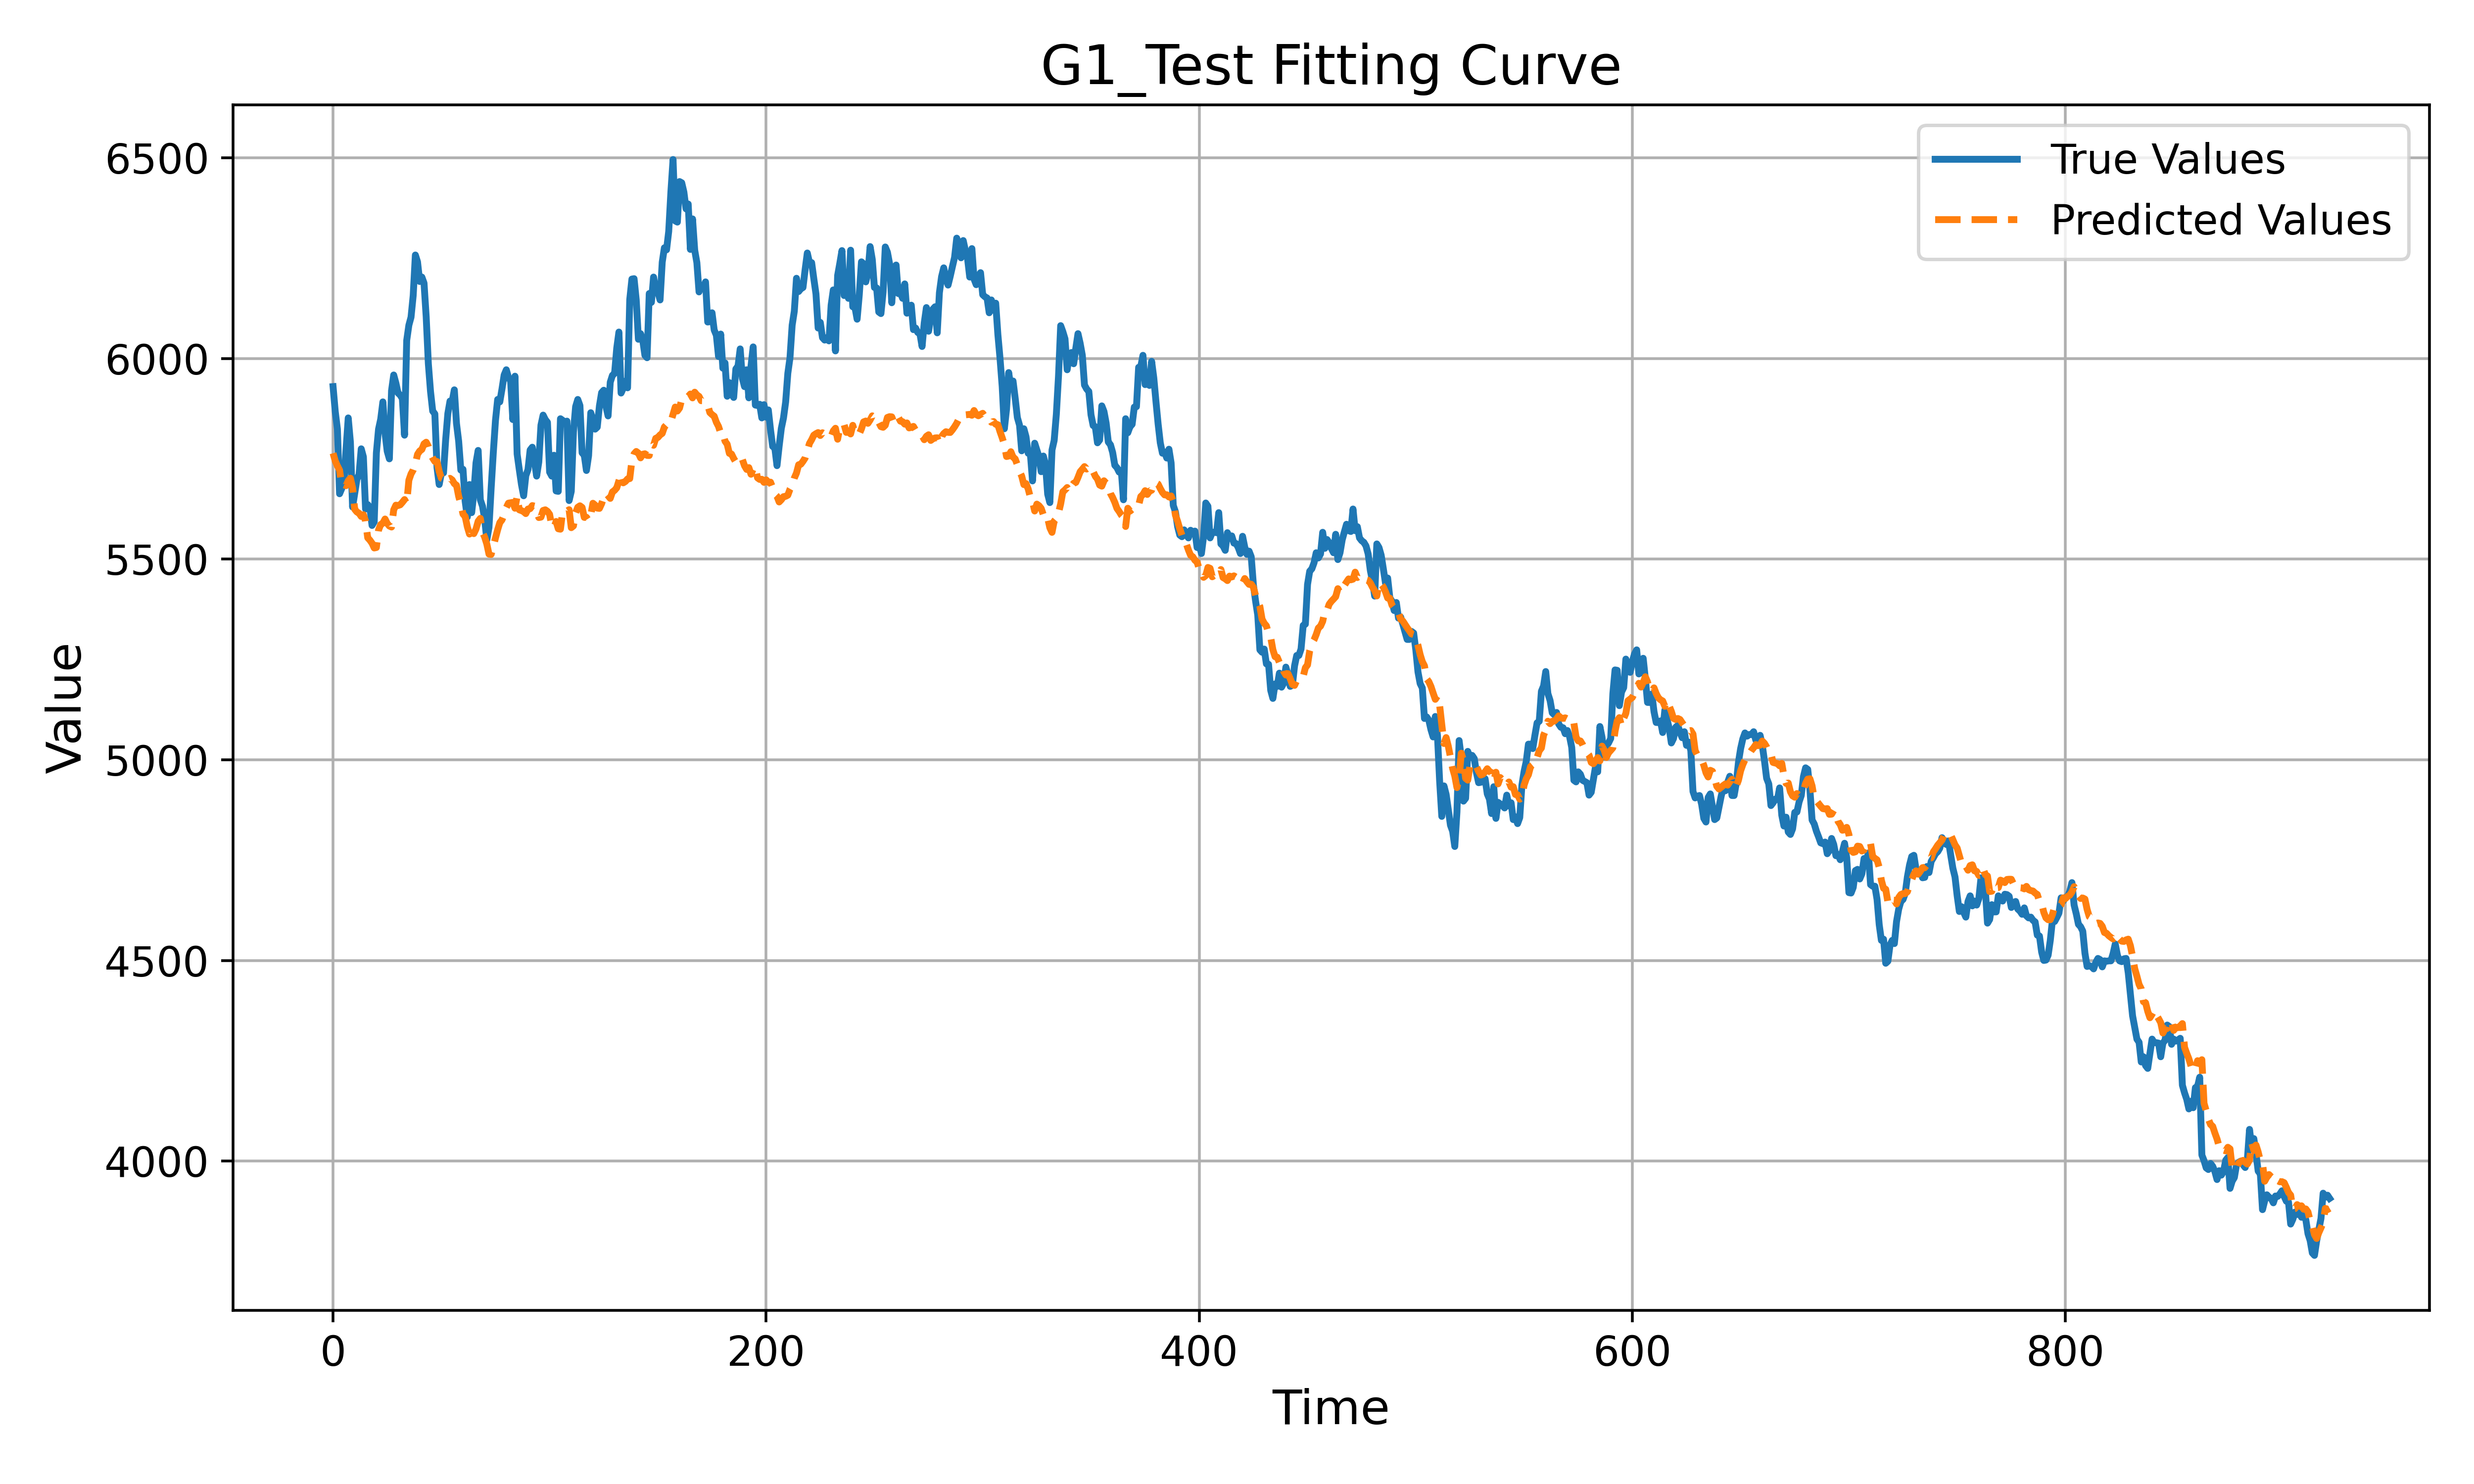 G1_Test Fitting Curve
True Values
Predicted Values
6500
6000
5500
5000
4500
4000
Value
0 200 400 600 800
Time